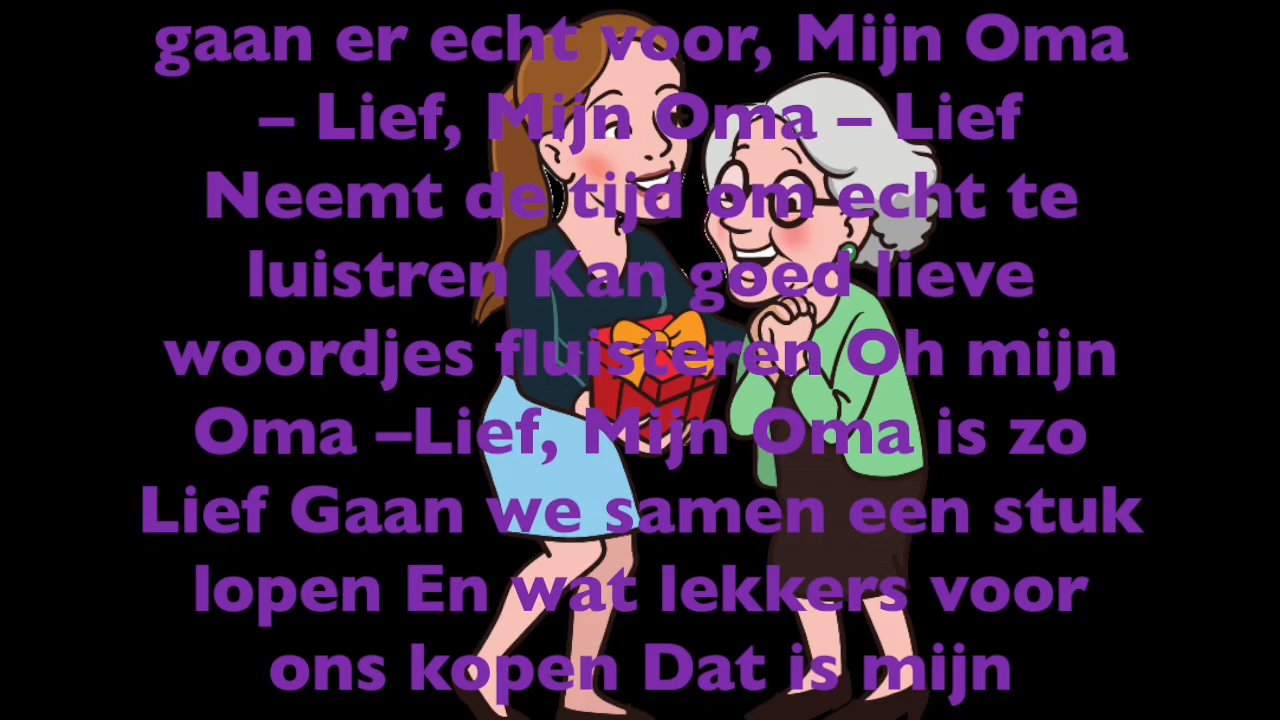 gaan er echt voor, Mijn Oma
– Lief, Mijn Oma – Lief
Neemt de tijd om echt te
luistren Kan goed lieve
woordjes fluisteren Oh mijn
Oma –Lief, Mijn Oma is zo
Lief Gaan we samen een stuk
lopen En wat lekkers voor
ons kopen Dat is mijn